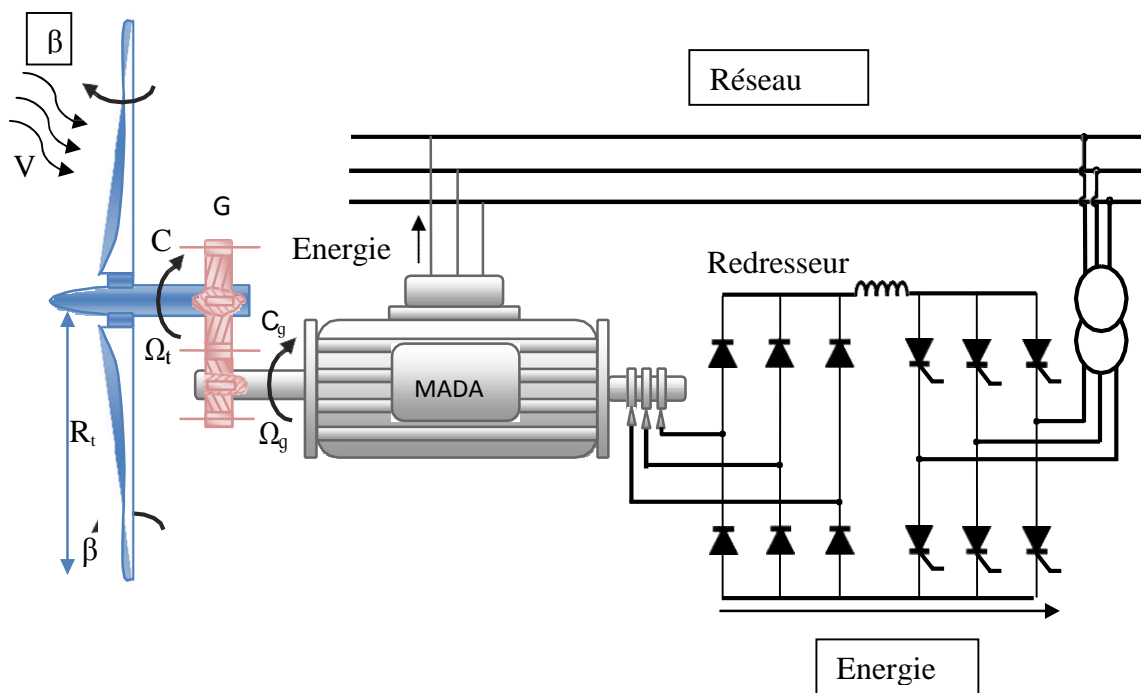 β
Réseau
V
G
C
Energie
Redresseur
Ωt
Cg
MADA
Rt
Ωg
β
Energie